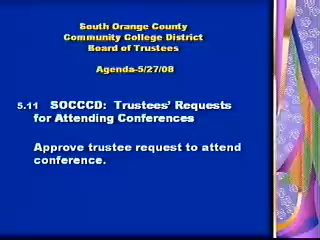 South Orange County
Community College District
Board of Trustees
Agenda-5/27/08
5.11 SOCCCD: Trustees' Requests
for Attending Conferences
Approve trustee request to attend
conference.